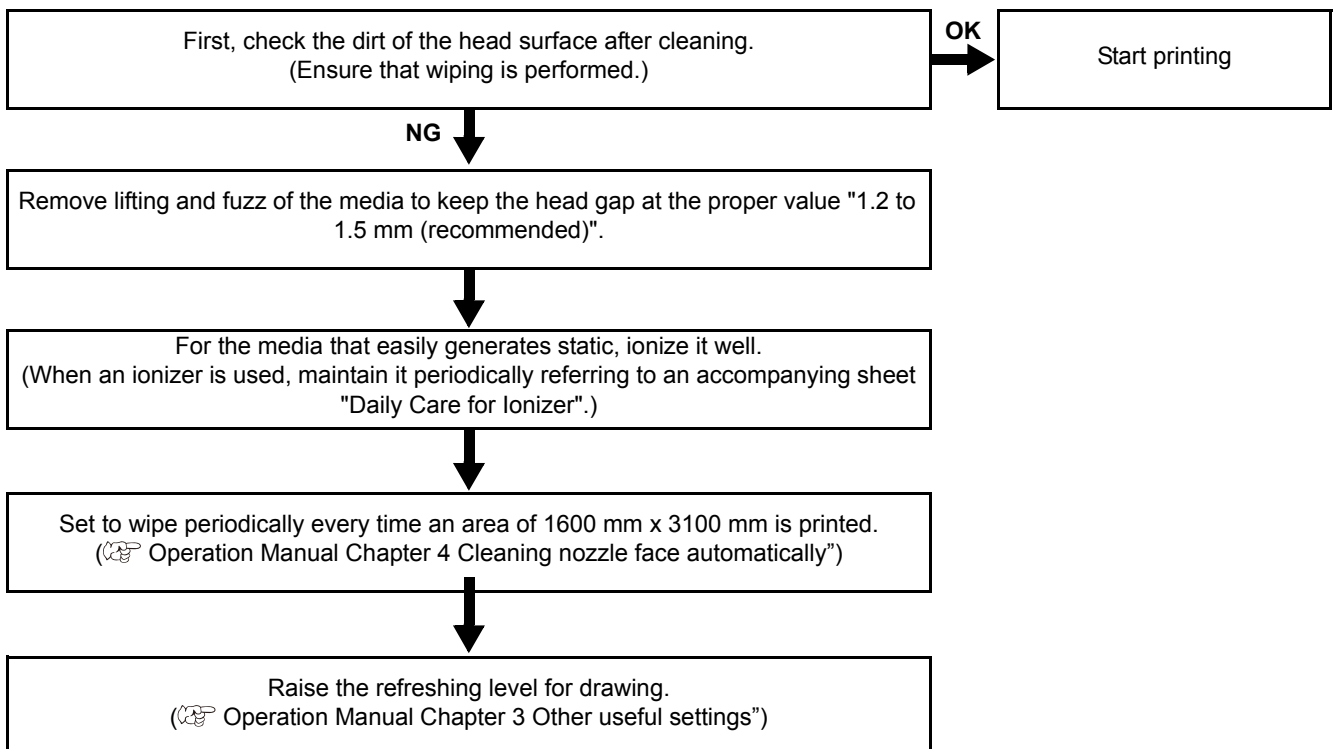 First, check the dirt of the head surface after cleaning.
(Ensure that wiping is performed.)
OK
Start printing
NG
Remove lifting and fuzz of the media to keep the head gap at the proper value "1.2 to
1.5 mm (recommended)".
For the media that easily generates static, ionize it well.
(When an ionizer is used, maintain it periodically referring to an accompanying sheet
"Daily Care for Ionizer".)
Set to wipe periodically every time an area of 1600 mm x 3100 mm is printed.
(☞ Operation Manual Chapter 4 Cleaning nozzle face automatically”)
Raise the refreshing level for drawing.
(☞ Operation Manual Chapter 3 Other useful settings”)